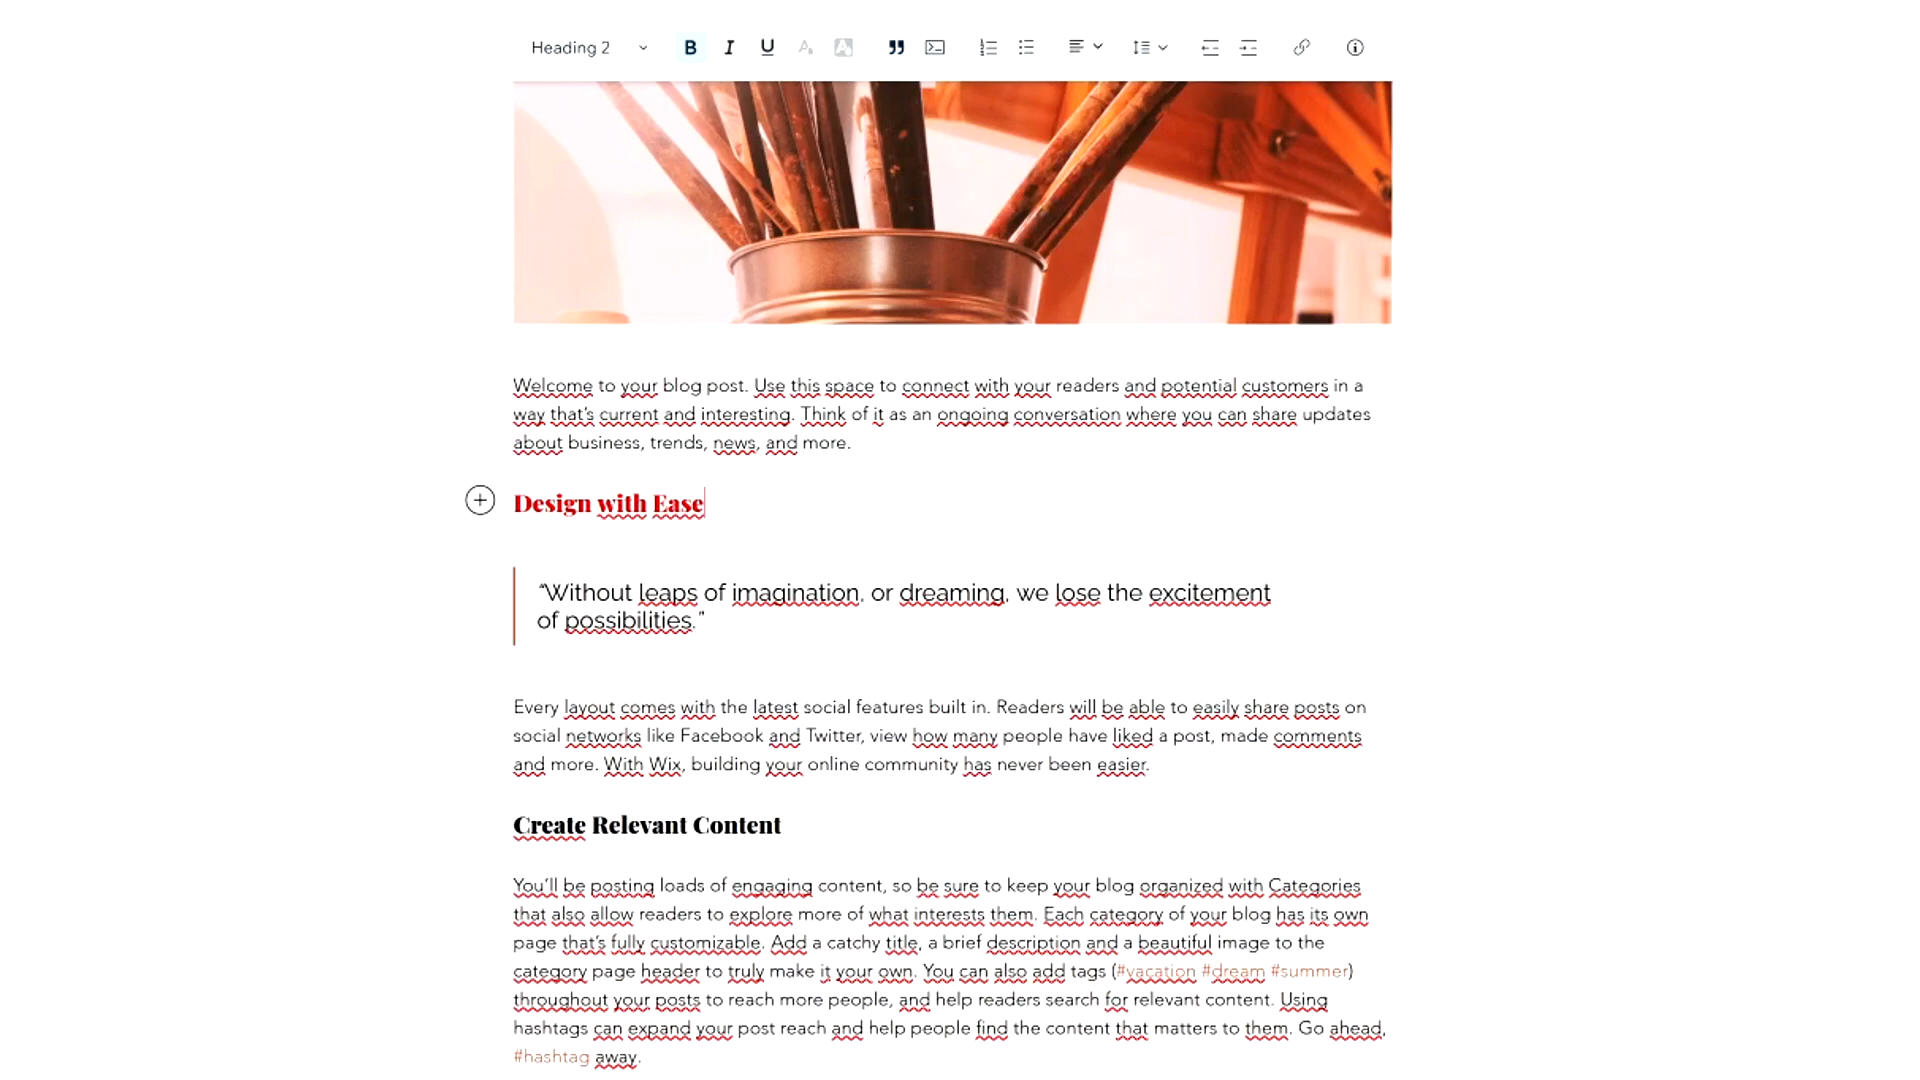 Heading 2
Welcome to your blog post. Use this space to connect with your readers and potential customers in a
way that's current and interesting. Think of it as an ongoing conversation where you can share updates
about business, trends, news, and more.
Design with Ease
“Without leaps of imagination, or dreaming, we lose the excitement
of possibilities.”
Every layout comes with the latest social features built in. Readers will be able to easily share posts on
social networks like Facebook and Twitter, view how many people have liked a post, made comments
and more. With Wix, building your online community has never been easier.
Create Relevant Content
You'll be posting loads of engaging content, so be sure to keep your blog organized with Categories
that also allow readers to explore more of what interests them. Each category of your blog has its own
page that's fully customizable. Add a catchy title, a brief description and a beautiful image to the
category page header to truly make it your own. You can also add tags (#vacation #dream #summer)
throughout your posts to reach more people, and help readers search for relevant content. Using
hashtags can expand your post reach and help people find the content that matters to them. Go ahead,
#hashtag away.